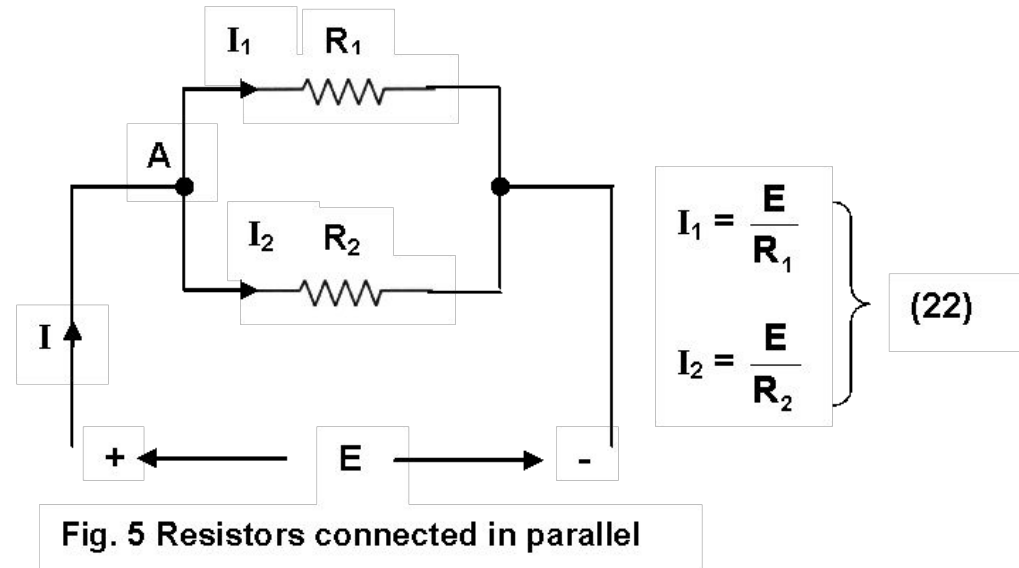 I₁ R₁
A
I₂ R₂
I₁ = E / R₁
I₂ = E / R₂
(22)
I
+ E -
Fig. 5 Resistors connected in parallel